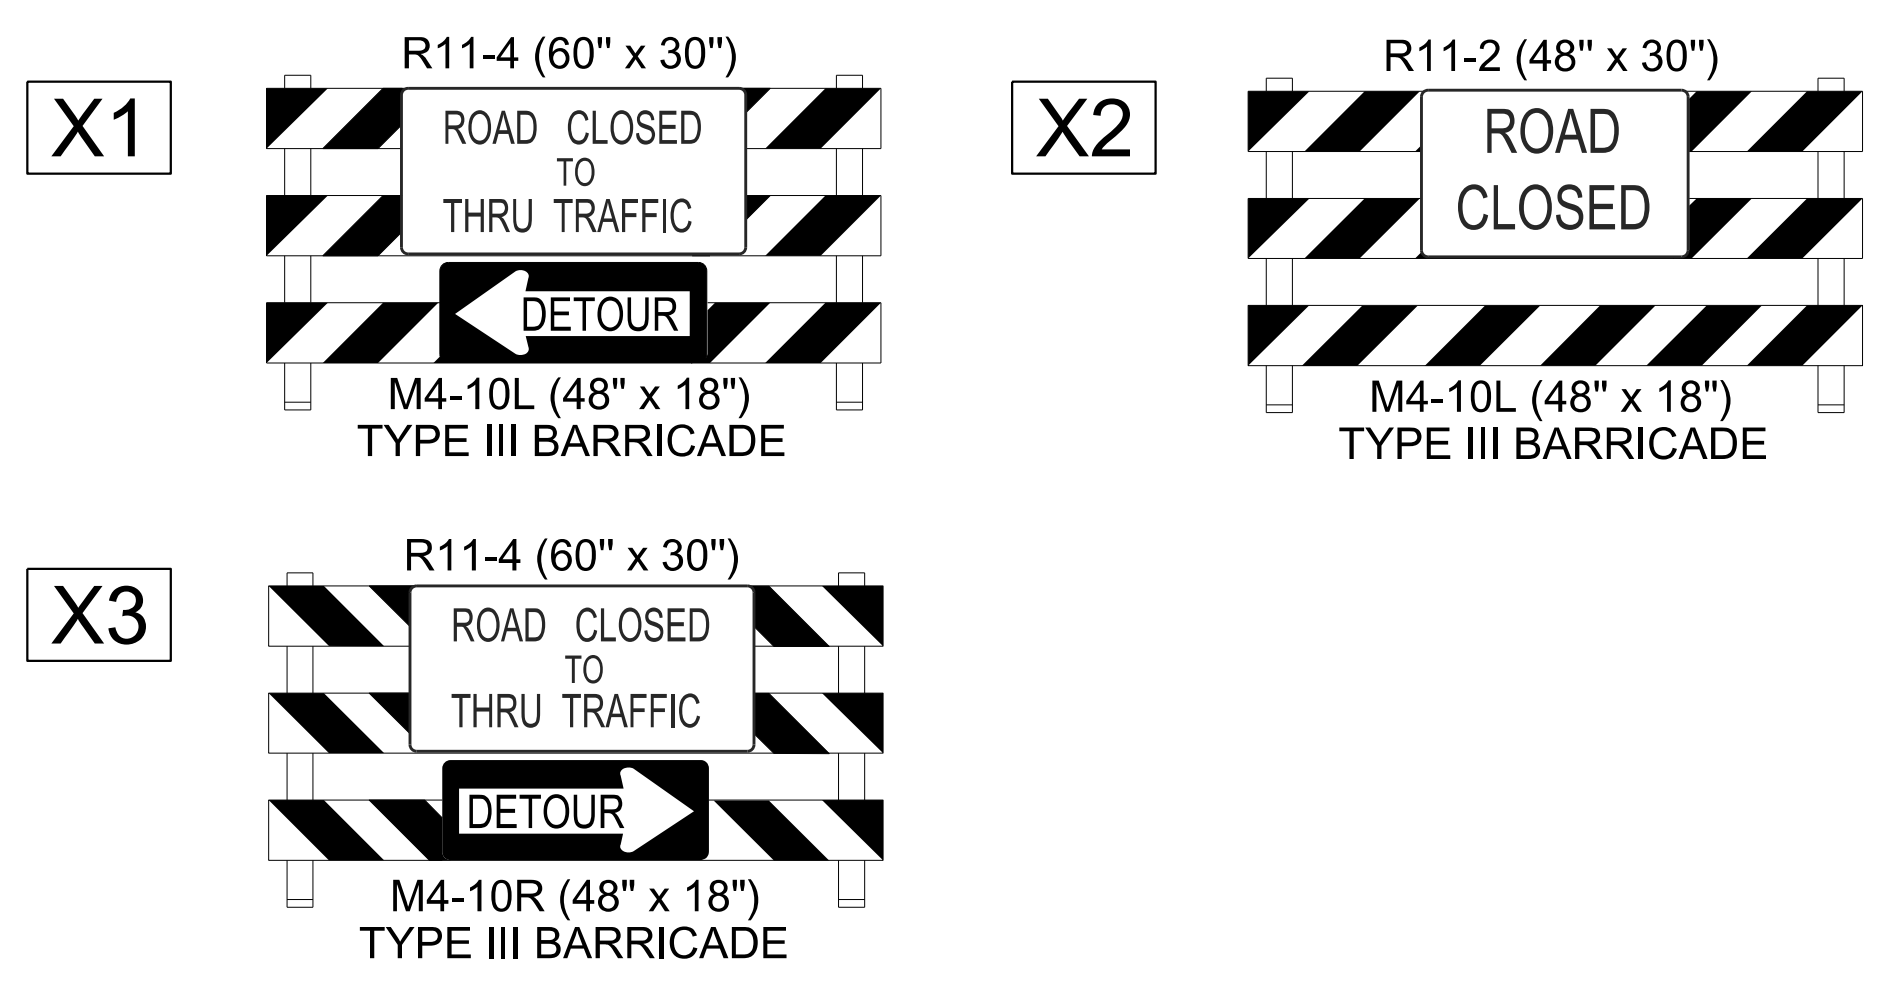 X1
R11-4 (60" x 30")
ROAD CLOSED
TO
THRU TRAFFIC
DETOUR
M4-10L (48" x 18")
TYPE III BARRICADE
X2
R11-2 (48" x 30")
ROAD
CLOSED
M4-10L (48" x 18")
TYPE III BARRICADE
X3
R11-4 (60" x 30")
ROAD CLOSED
TO
THRU TRAFFIC
DETOUR
M4-10R (48" x 18")
TYPE III BARRICADE